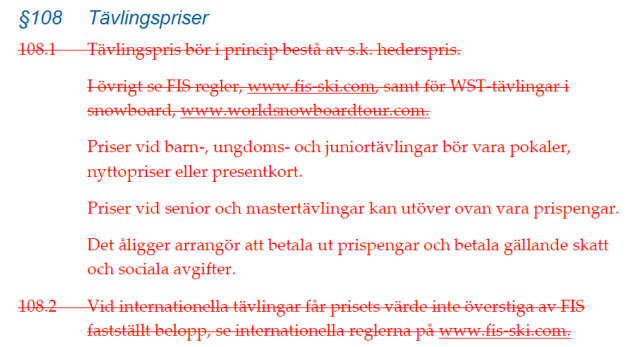 §108 Tävlingspriser
108.1 Tävlingspris bör i princip bestå av s.k. hederspris.
I övrigt se FIS regler, www.fis-ski.com, samt för WST-tävlingar i
snowboard, www.worldsnowboardtour.com.
Priser vid barn-, ungdoms- och juniortävlingar bör vara pokaler,
nyttopriser eller presentkort.
Priser vid senior och mastertävlingar kan utöver ovan vara prispengar.
Det åligger arrangör att betala ut prispengar och betala gällande skatt
och sociala avgifter.
108.2 Vid internationella tävlingar får prisets värde inte överstiga av FIS
fastställt belopp, se internationella reglerna på www.fis-ski.com.